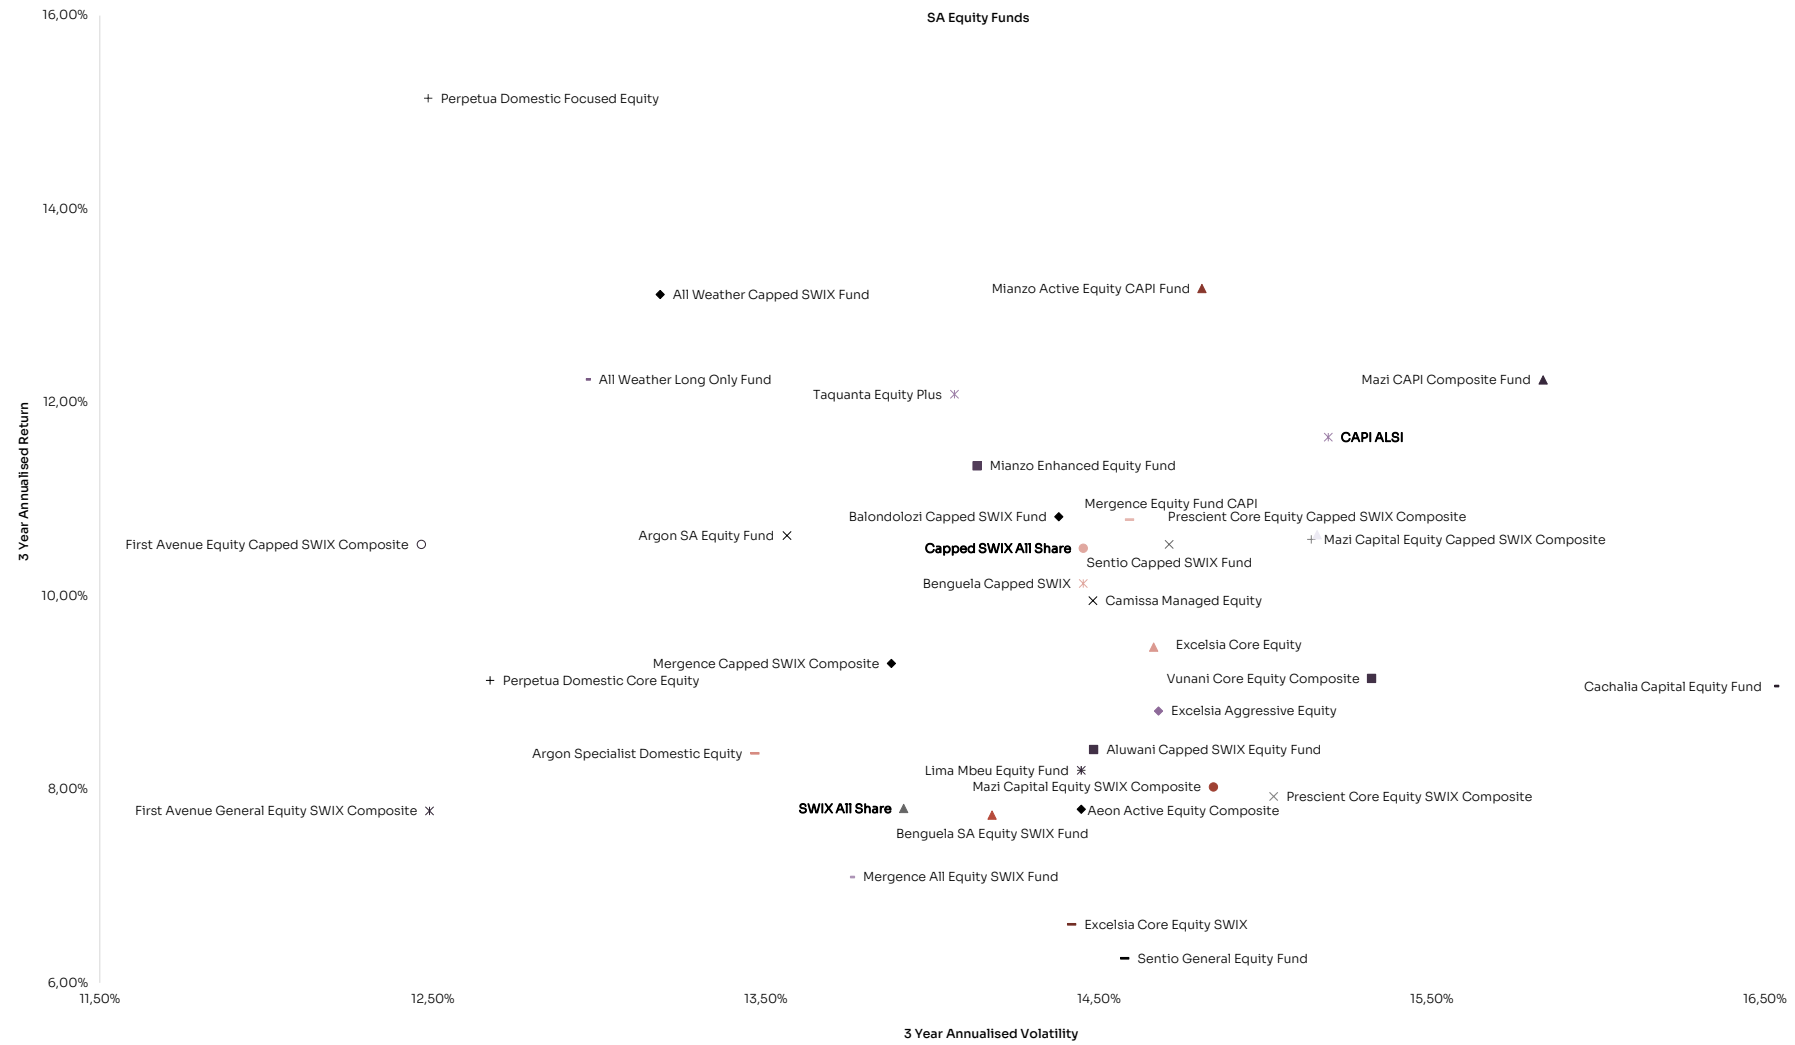 SA Equity Funds
16,00%
14,00%
12,00%
10,00%
8,00%
6,00%
3 Year Annualised Return
Perpetua Domestic Focused Equity
Mianzo Active Equity CAPI Fund
All Weather Capped SWIX Fund
All Weather Long Only Fund
Mazi CAPI Composite Fund
Taquanta Equity Plus
CAPI ALSI
Mianzo Enhanced Equity Fund
Mergence Equity Fund CAPI
Balondolozi Capped SWIX Fund
Prescient Core Equity Capped SWIX Composite
Argon SA Equity Fund
Mazi Capital Equity Capped SWIX Composite
First Avenue Equity Capped SWIX Composite
Capped SWIX All Share
Sentio Capped SWIX Fund
Benguela Capped SWIX
Camissa Managed Equity
Excelsia Core Equity
Mergence Capped SWIX Composite
Vunani Core Equity Composite
Perpetua Domestic Core Equity
Cachalia Capital Equity Fund
Excelsia Aggressive Equity
Aluwani Capped SWIX Equity Fund
Argon Specialist Domestic Equity
Lima Mbeu Equity Fund
Mazi Capital Equity SWIX Composite
Prescient Core Equity SWIX Composite
SWIX All Share
Aeon Active Equity Composite
First Avenue General Equity SWIX Composite
Benguela SA Equity SWIX Fund
Mergence All Equity SWIX Fund
Excelsia Core Equity SWIX
Sentio General Equity Fund
11,50%
12,50%
13,50%
14,50%
15,50%
16,50%
3 Year Annualised Volatility